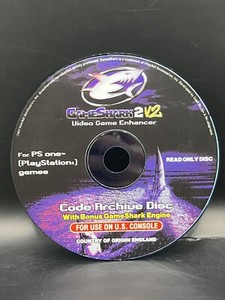 GameShark 2 V2
Video Game Enhancer
For PS one™
(PlayStation®)
games
READ ONLY DISC
Code Archive Disc
With Bonus GameShark Engine
FOR USE ON U.S. CONSOLE
COUNTRY OF ORIGIN ENGLAND